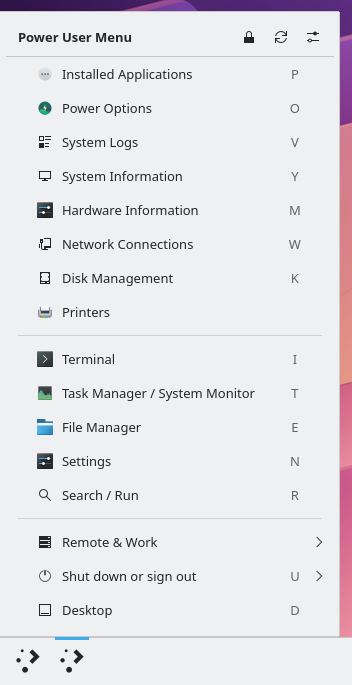 Power User Menu
Installed Applications P
Power Options O
System Logs V
System Information Y
Hardware Information M
Network Connections W
Disk Management K
Printers
Terminal I
Task Manager / System Monitor T
File Manager E
Settings N
Search / Run R
Remote & Work
Shut down or sign out U
Desktop D